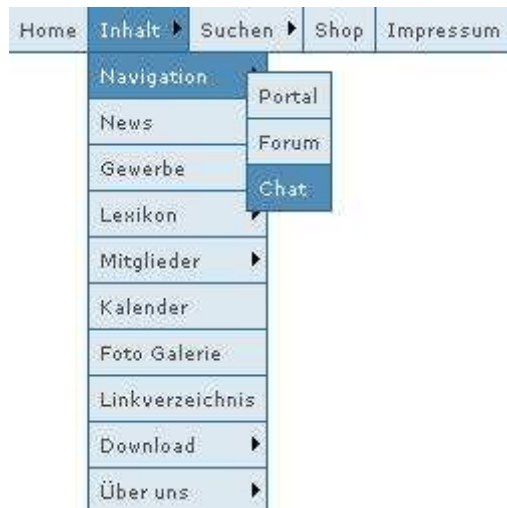 Home Inhalt Suchen Shop Impressum
Navigation
Portal
News
Forum
Gewerbe
Chat
Lexikon
Mitglieder
Kalender
Foto Galerie
Linkverzeichnis
Download
Über uns